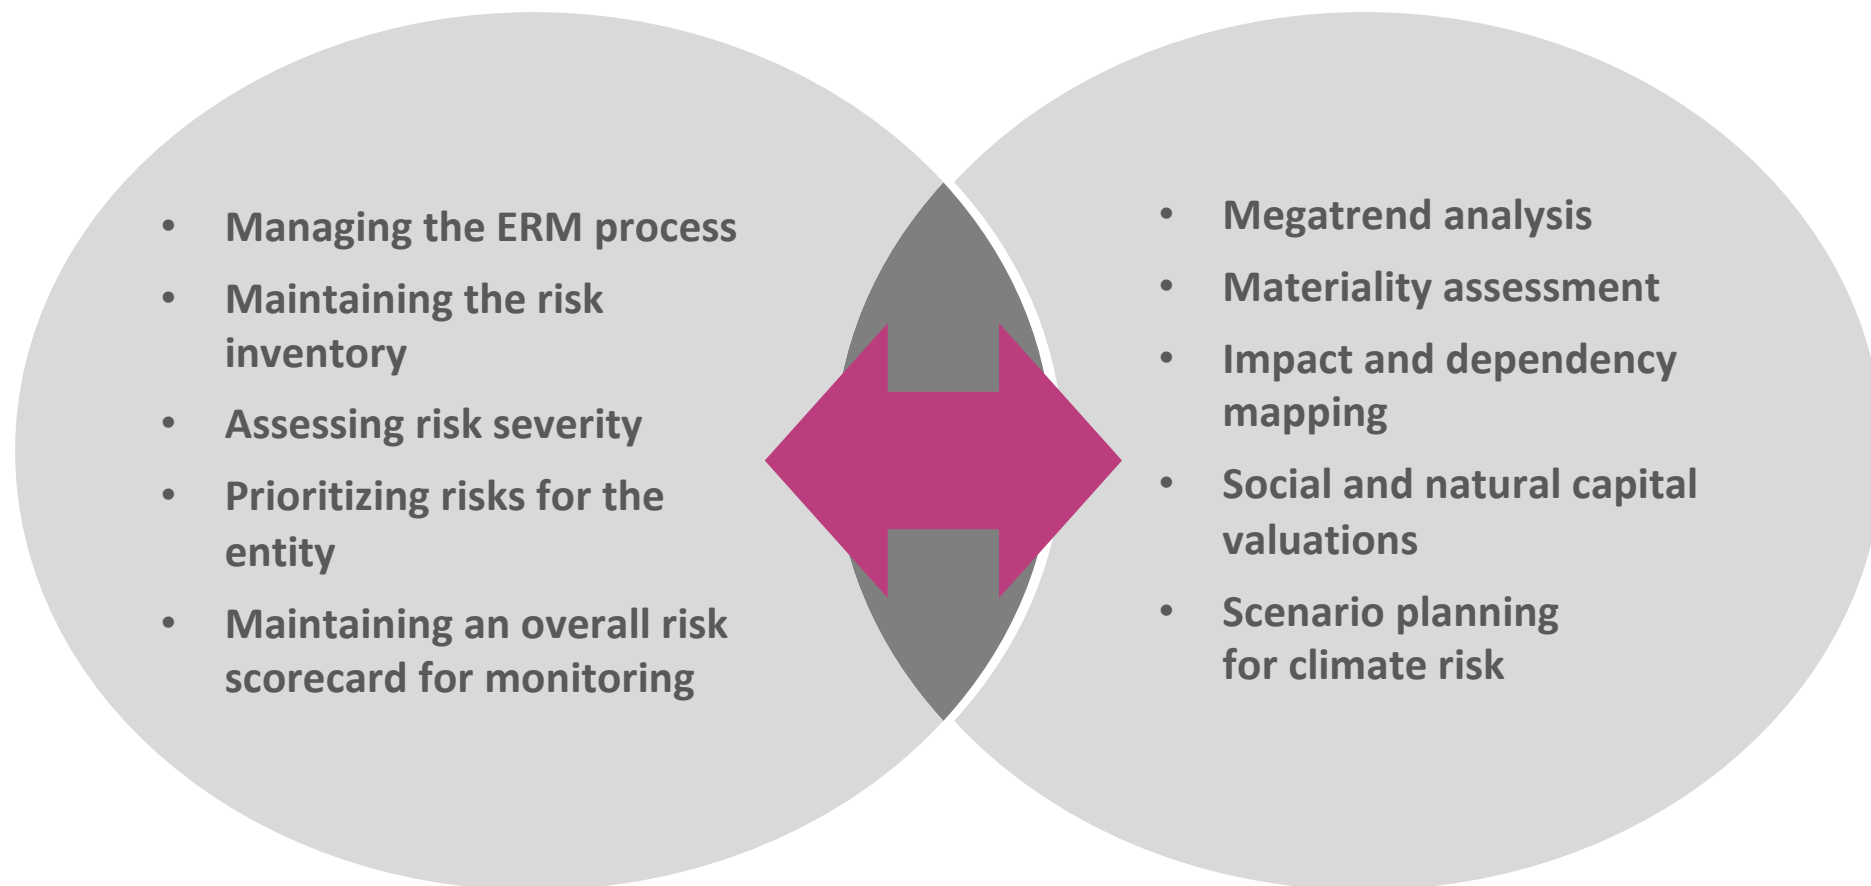 • Managing the ERM process
• Maintaining the risk
inventory
• Assessing risk severity
• Prioritizing risks for the
entity
• Maintaining an overall risk
scorecard for monitoring
• Megatrend analysis
• Materiality assessment
• Impact and dependency
mapping
• Social and natural capital
valuations
• Scenario planning
for climate risk